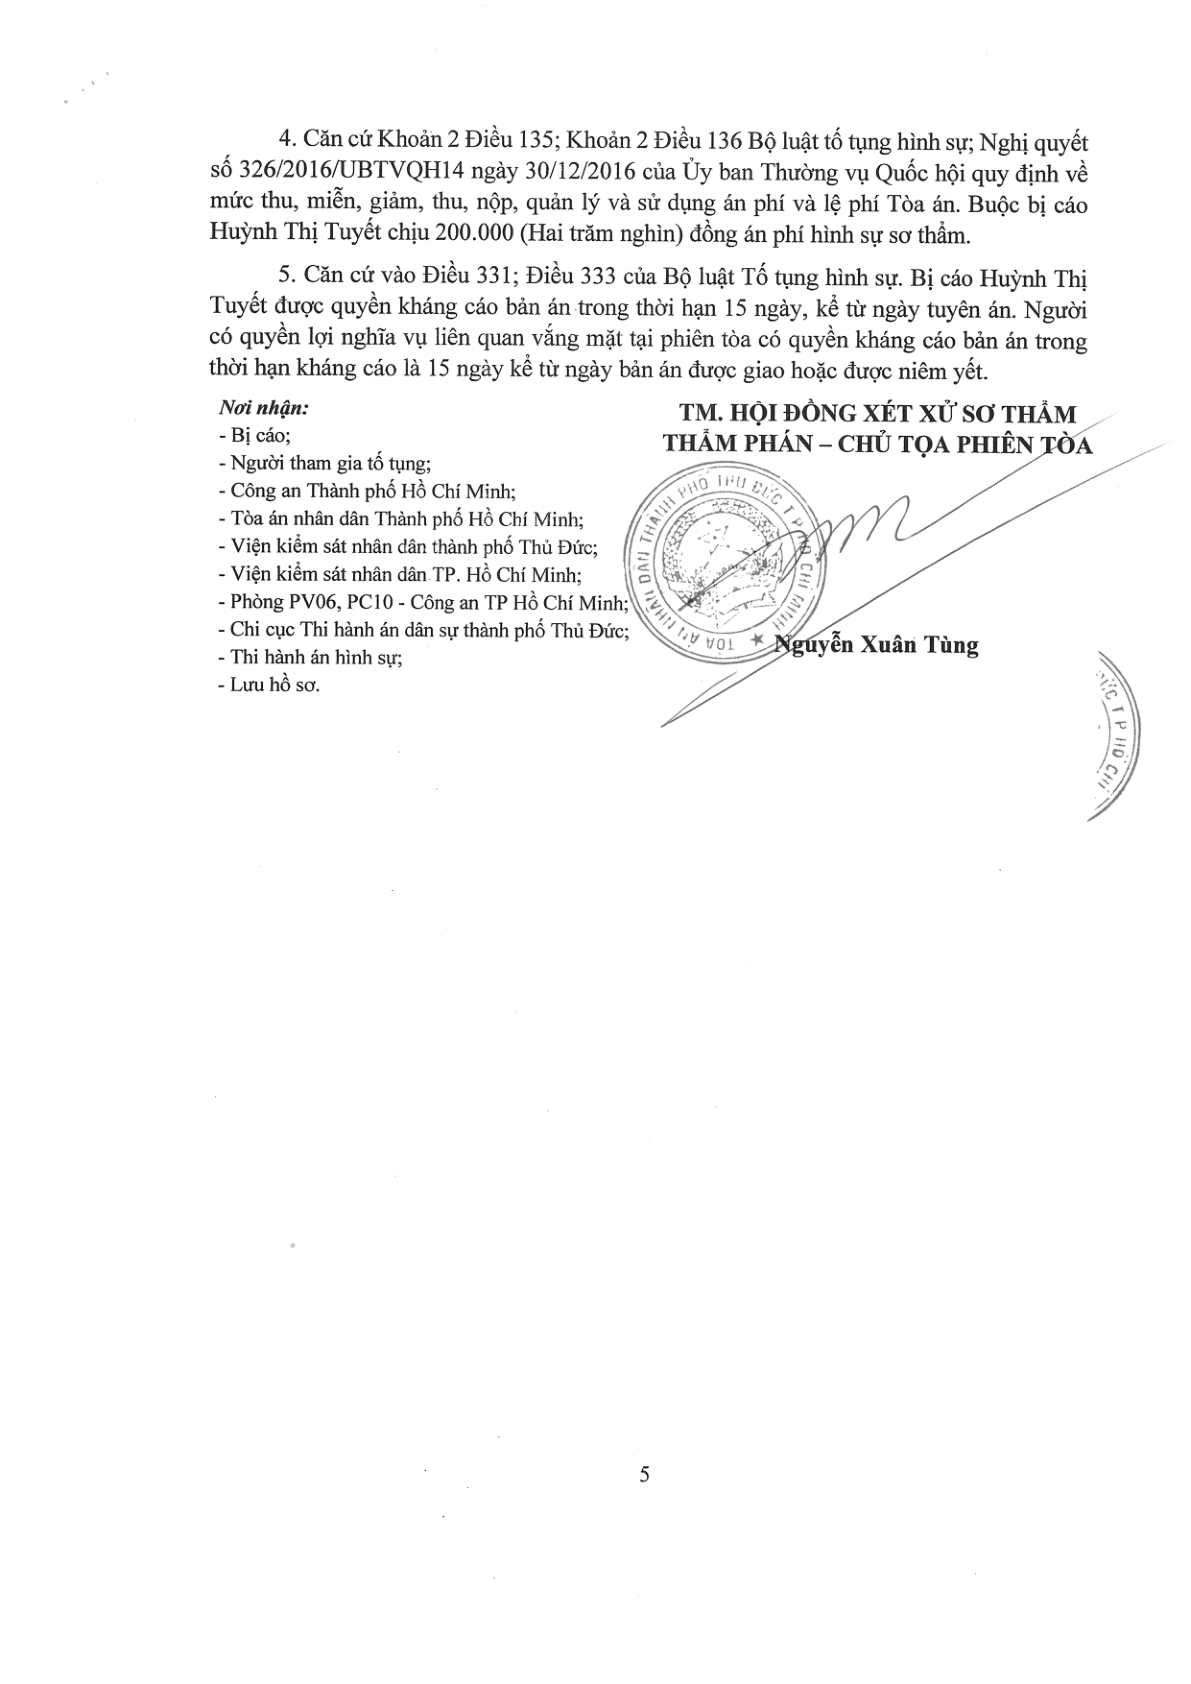 4. Căn cứ Khoản 2 Điều 135; Khoản 2 Điều 136 Bộ luật tố tụng hình sự; Nghị quyết
số 326/2016/UBTVQH14 ngày 30/12/2016 của Ủy ban Thường vụ Quốc hội quy định về
mức thu, miễn, giảm, thu, nộp, quản lý và sử dụng án phí và lệ phí Tòa án. Buộc bị cáo
Huỳnh Thị Tuyết chịu 200.000 (Hai trăm nghìn) đồng án phí hình sự sơ thẩm.
5. Căn cứ vào Điều 331; Điều 333 của Bộ luật Tố tụng hình sự. Bị cáo Huỳnh Thị
Tuyết được quyền kháng cáo bản án trong thời hạn 15 ngày, kể từ ngày tuyên án. Người
có quyền lợi nghĩa vụ liên quan vắng mặt tại phiên tòa có quyền kháng cáo bản án trong
thời hạn kháng cáo là 15 ngày kể từ ngày bản án được giao hoặc được niêm yết.
Nơi nhận:
- Bị cáo;
- Người tham gia tố tụng;
- Công an Thành phố Hồ Chí Minh;
- Tòa án nhân dân Thành phố Hồ Chí Minh;
- Viện kiểm sát nhân dân thành phố Thủ Đức;
- Viện kiểm sát nhân dân TP. Hồ Chí Minh;
- Phòng PV06, PC10 - Công an TP Hồ Chí Minh;
- Chi cục Thi hành án dân sự thành phố Thủ Đức;
- Thi hành án hình sự;
- Lưu hồ sơ.
TM. HỘI ĐỒNG XÉT XỬ SƠ THẨM
THẨM PHÁN – CHỦ TỌA PHIÊN TÒA
TÒA ÁN NHÂN DÂN THÀNH PHỐ THỦ ĐỨC T.P HỒ CHÍ MINH ★
Nguyễn Xuân Tùng
ĐỨC T.P HỒ CHÍ
5